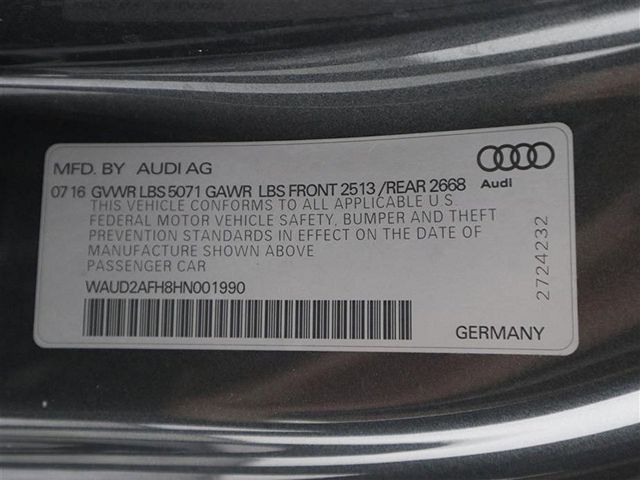 MFD. BY AUDI AG
07 16 GVWR LBS 5071 GAWR LBS FRONT 2513 /REAR 2668
Audi
THIS VEHICLE CONFORMS TO ALL APPLICABLE U S
FEDERAL MOTOR VEHICLE SAFETY, BUMPER AND THEFT
PREVENTION STANDARDS IN EFFECT ON THE DATE OF
MANUFACTURE SHOWN ABOVE
PASSENGER CAR
WAUD2AFH8HN001990
2724232
GERMANY